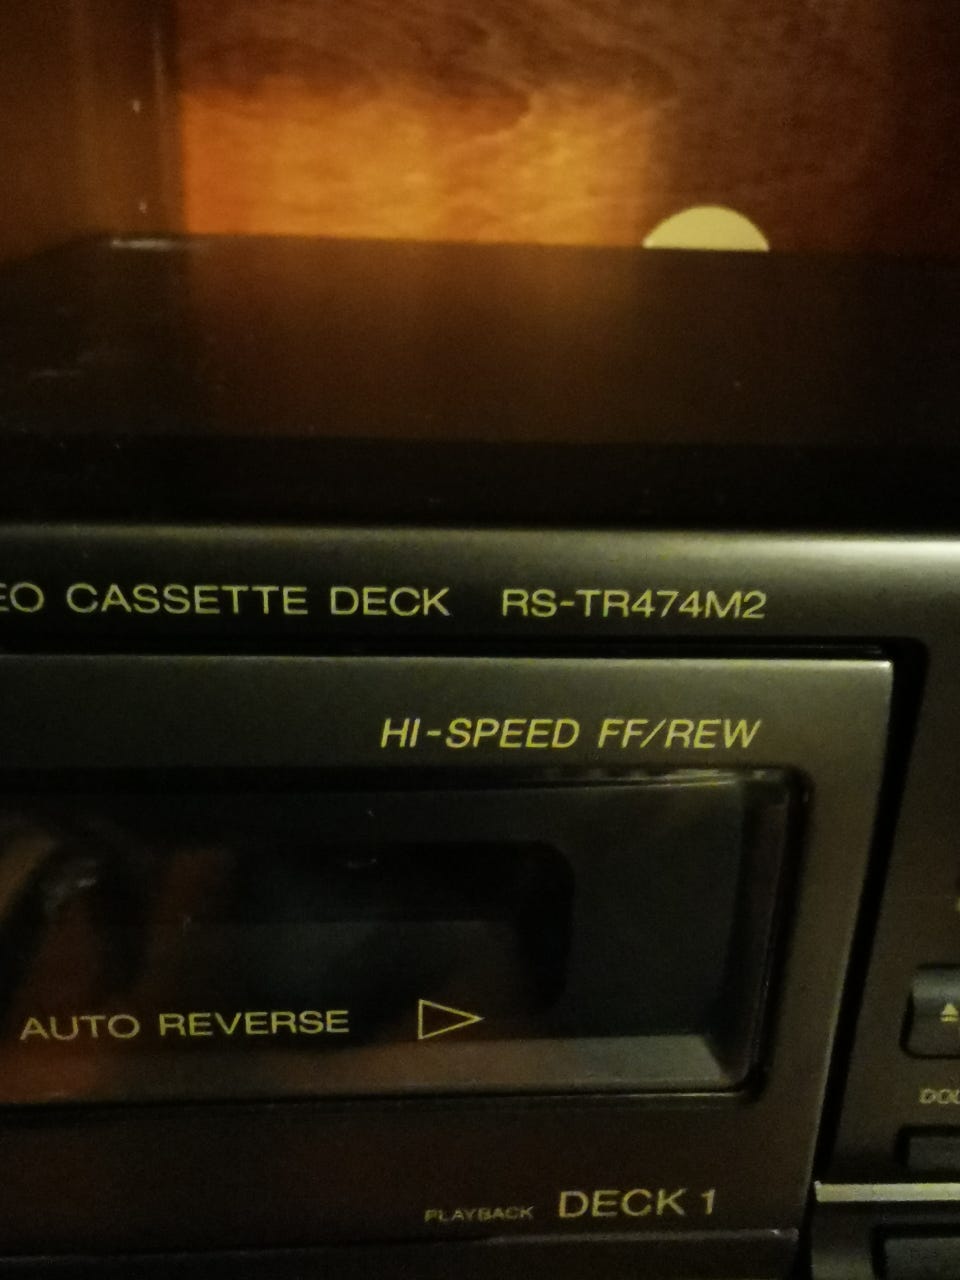 EO CASSETTE DECK RS-TR474M2
HI-SPEED FF/REW
AUTO REVERSE
PLAYBACK DECK 1